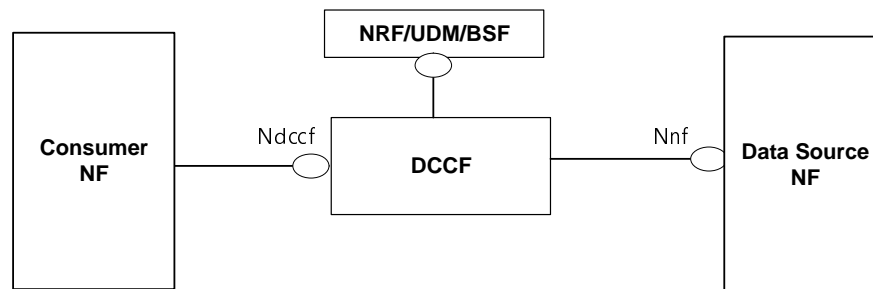 NRF/UDM/BSF
Consumer
NF
Ndccf
DCCF
Nnf
Data Source
NF